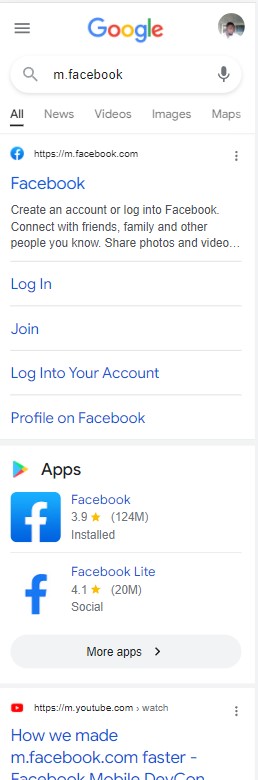 Google
m.facebook
All News Videos Images Maps
https://m.facebook.com
Facebook
Create an account or log into Facebook.
Connect with friends, family and other
people you know. Share photos and video...
Log In
Join
Log Into Your Account
Profile on Facebook
Apps
Facebook
3.9 ★ (124M)
Installed
Facebook Lite
4.1 ★ (20M)
Social
More apps >
https://m.youtube.com › watch
How we made
m.facebook.com faster -
Facebook Mobile DevCon